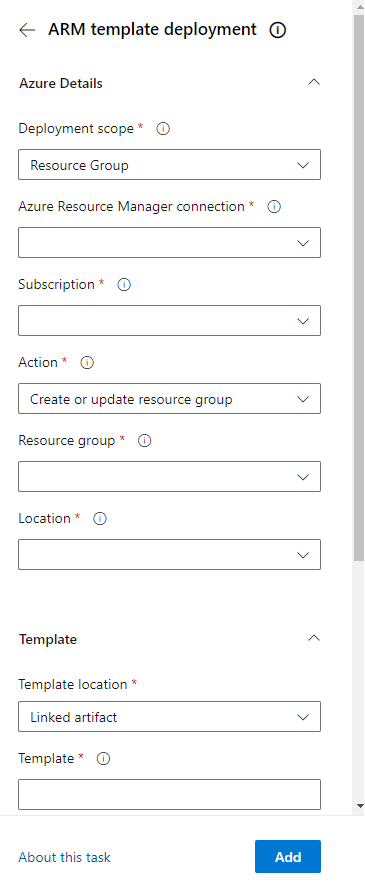 ARM template deployment
Azure Details
Deployment scope *
Resource Group
Azure Resource Manager connection *
Subscription *
Action *
Create or update resource group
Resource group *
Location *
Template
Template location *
Linked artifact
Template *
About this task
Add